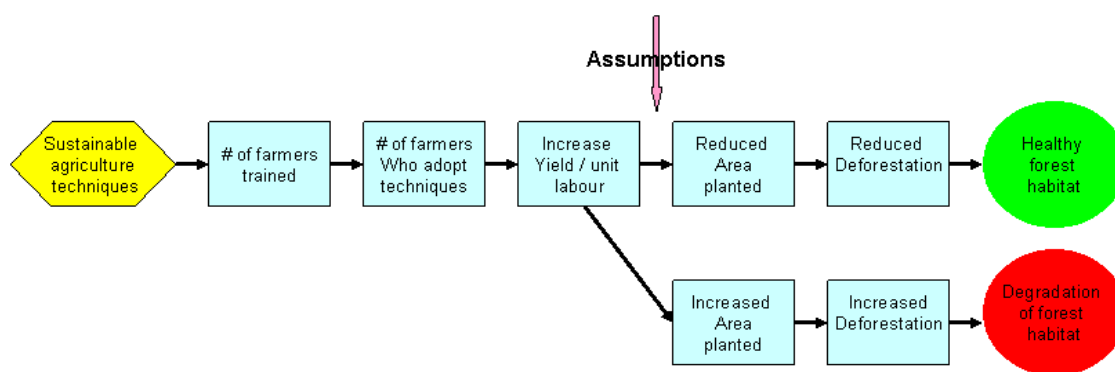 Assumptions
Sustainable
agriculture
techniques
# of farmers
trained
# of farmers
Who adopt
techniques
Increase
Yield / unit
labour
Reduced
Area
planted
Reduced
Deforestation
Healthy
forest
habitat
Increased
Area
planted
Increased
Deforestation
Degradation
of forest
habitat